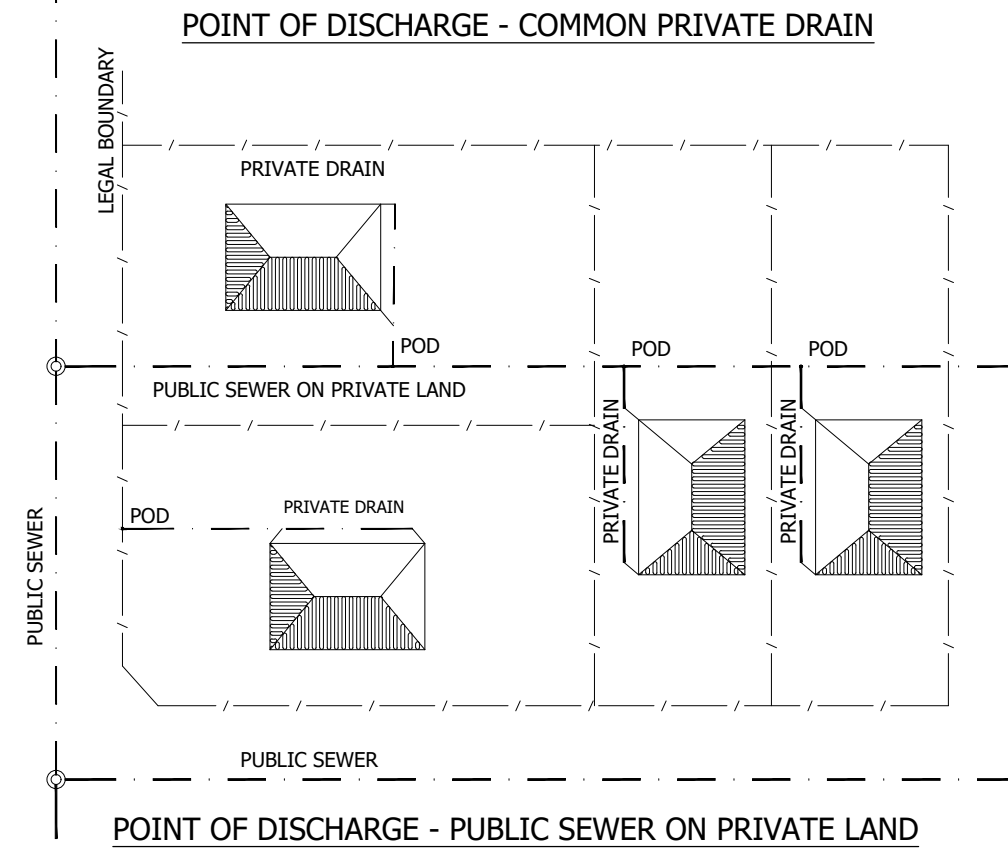 POINT OF DISCHARGE - COMMON PRIVATE DRAIN
LEGAL BOUNDARY
PRIVATE DRAIN
POD
POD
POD
PUBLIC SEWER ON PRIVATE LAND
PRIVATE DRAIN
PRIVATE DRAIN
POD
PRIVATE DRAIN
PUBLIC SEWER
PUBLIC SEWER
POINT OF DISCHARGE - PUBLIC SEWER ON PRIVATE LAND